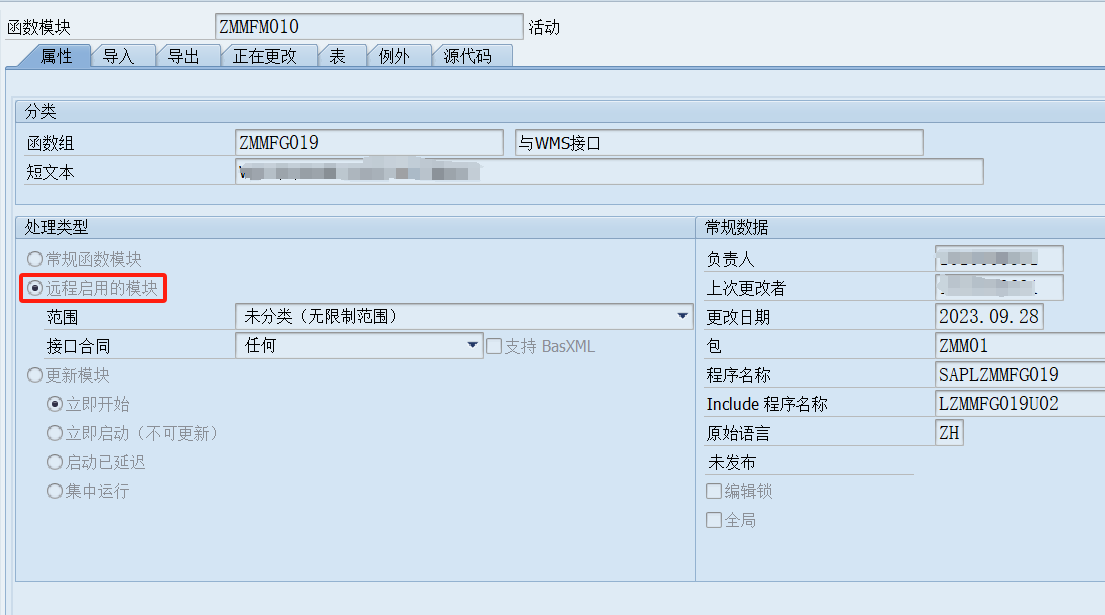 函数模块 ZMMFM010 活动
属性 导入 导出 正在更改 表 例外 源代码
分类
函数组 ZMMFG019 与WMS接口
短文本
处理类型
常规函数模块
远程启用的模块
范围 未分类（无限制范围）
接口合同 任何 支持 BasXML
更新模块
立即开始
立即启动（不可更新）
启动已延迟
集中运行
常规数据
负责人
上次更改者
更改日期 2023.09.28
包 ZMM01
程序名称 SAPLZMMFG019
Include 程序名称 LZMMFG019U02
原始语言 ZH
未发布
编辑锁
全局